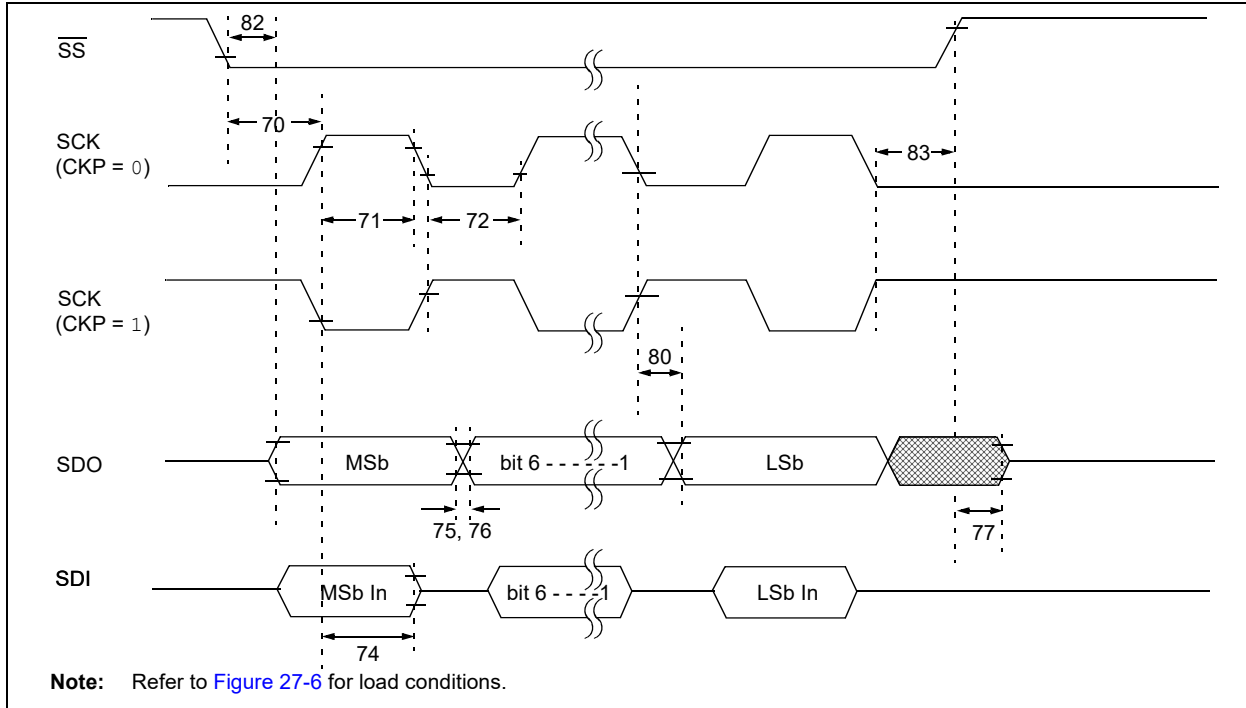 82
SS
70
SCK
(CKP = 0)
83
71
72
SCK
(CKP = 1)
80
SDO
MSb
bit 6 - - - - - -1
LSb
75, 76
77
SDI
MSb In
bit 6 - - - -1
LSb In
74
Note: Refer to Figure 27-6 for load conditions.